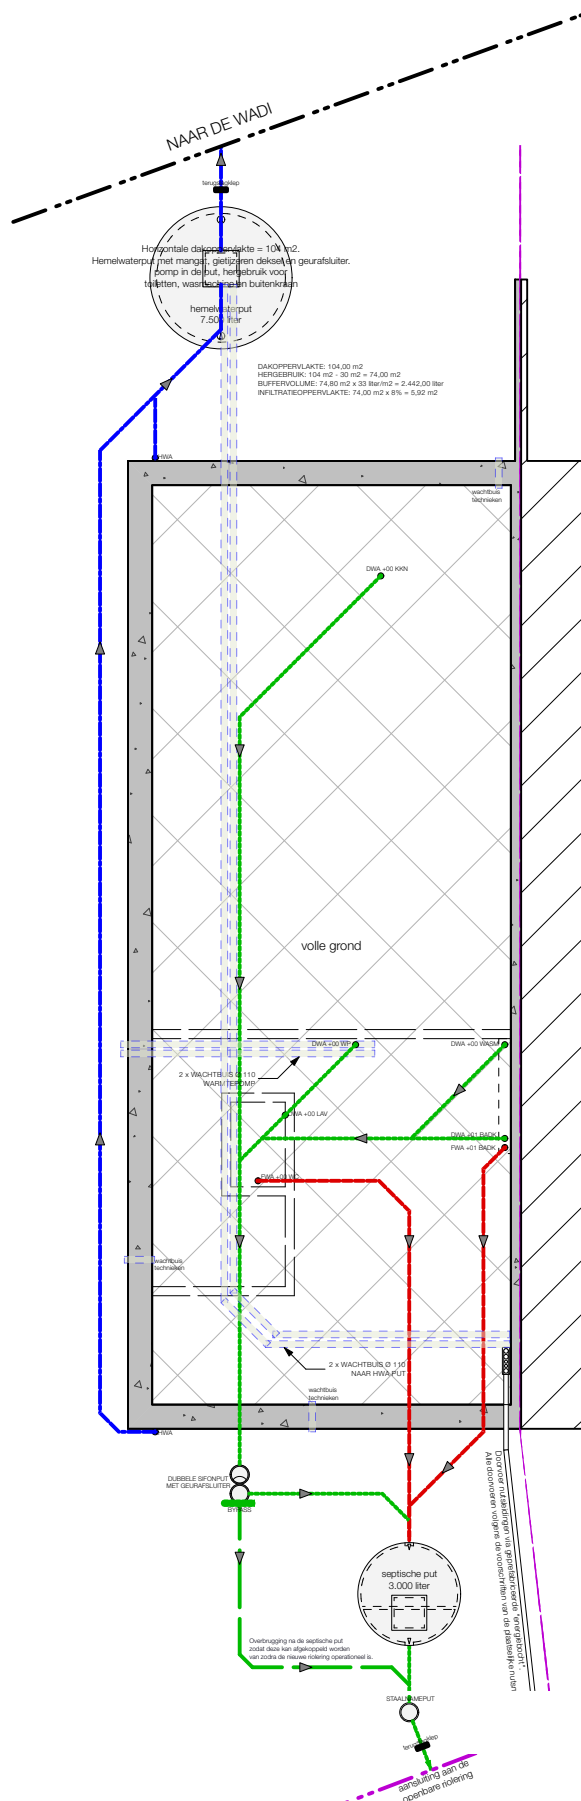 NAAR DE WADI
terugslagklep
Horizontale dakoppervlakte = 104 m2.
Hemelwaterput met mangat, gietijzeren deksel en geurafsluiter.
pomp in de put, hergebruik voor
toiletten, wasmachine en buitenkraan
hemelwaterput
7.500 liter
DAKOPPERVLAKTE: 104,00 m2
HERGEBRUIK: 104 m2 - 30 m2 = 74,00 m2
BUFFERVOLUME: 74,80 m2 x 33 liter/m2 = 2.442,00 liter
INFILTRATIEOPPERVLAKTE: 74,00 m2 x 8% = 5,92 m2
HWA
wachtbuis
technieken
DWA +00 KKN
volle grond
DWA +00 WP
DWA +00 WASM
2 x WACHTBUIS Ø 110
WARMTEPOMP
DWA +00 LAV
DWA +01 BADK
FWA +01 BADK
FWA +00 WC
wachtbuis
technieken
2 x WACHTBUIS Ø 110
NAAR HWA PUT
wachtbuis
technieken
HWA
DUBBELE SIFONPUT
MET GEURAFSLUITER
BYPASS
Doorvoer nutsleidingen via geprefabriceerde "energiebocht".
Alle doorvoeren volgens de voorschriften van de plaatselijke nutsm
septische put
3.000 liter
Overbrugging na de septische put
zodat deze kan afgekoppeld worden
van zodra de nieuwe riolering operationeel is.
STAALNAMEPUT
terugslagklep
aansluiting aan de
openbare riolering